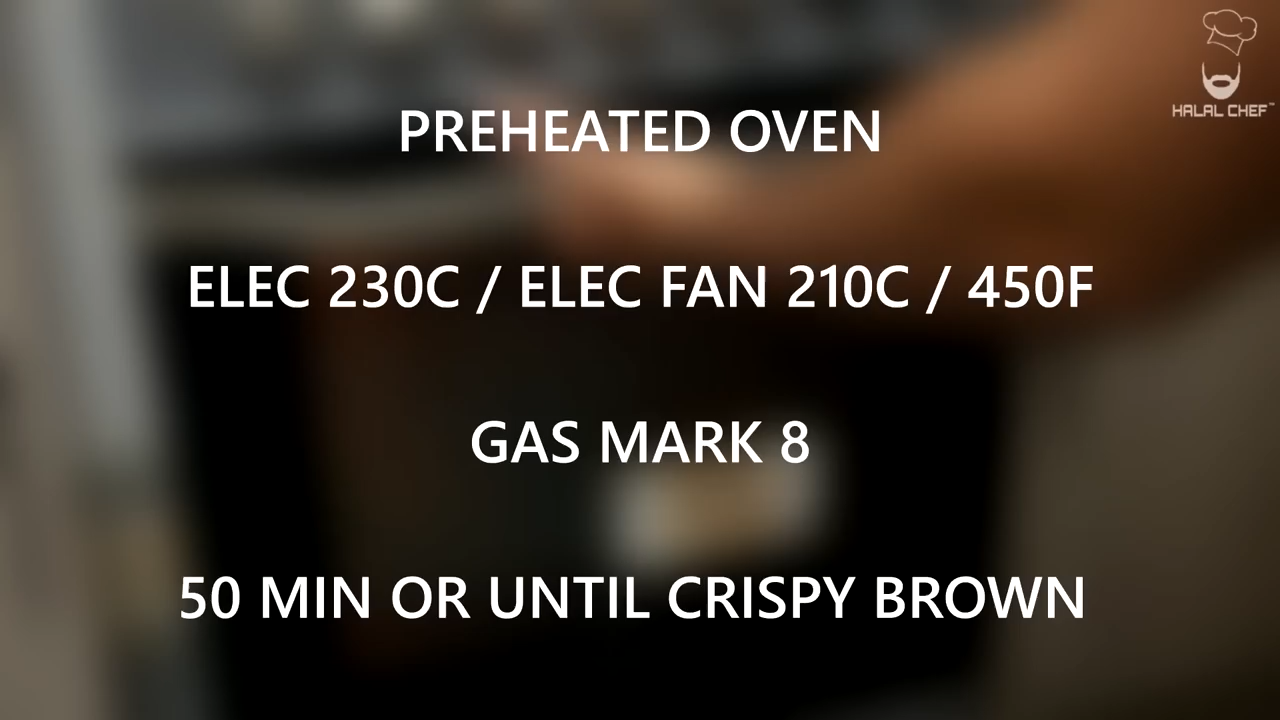 HALAL CHEF™
PREHEATED OVEN
ELEC 230C / ELEC FAN 210C / 450F
GAS MARK 8
50 MIN OR UNTIL CRISPY BROWN